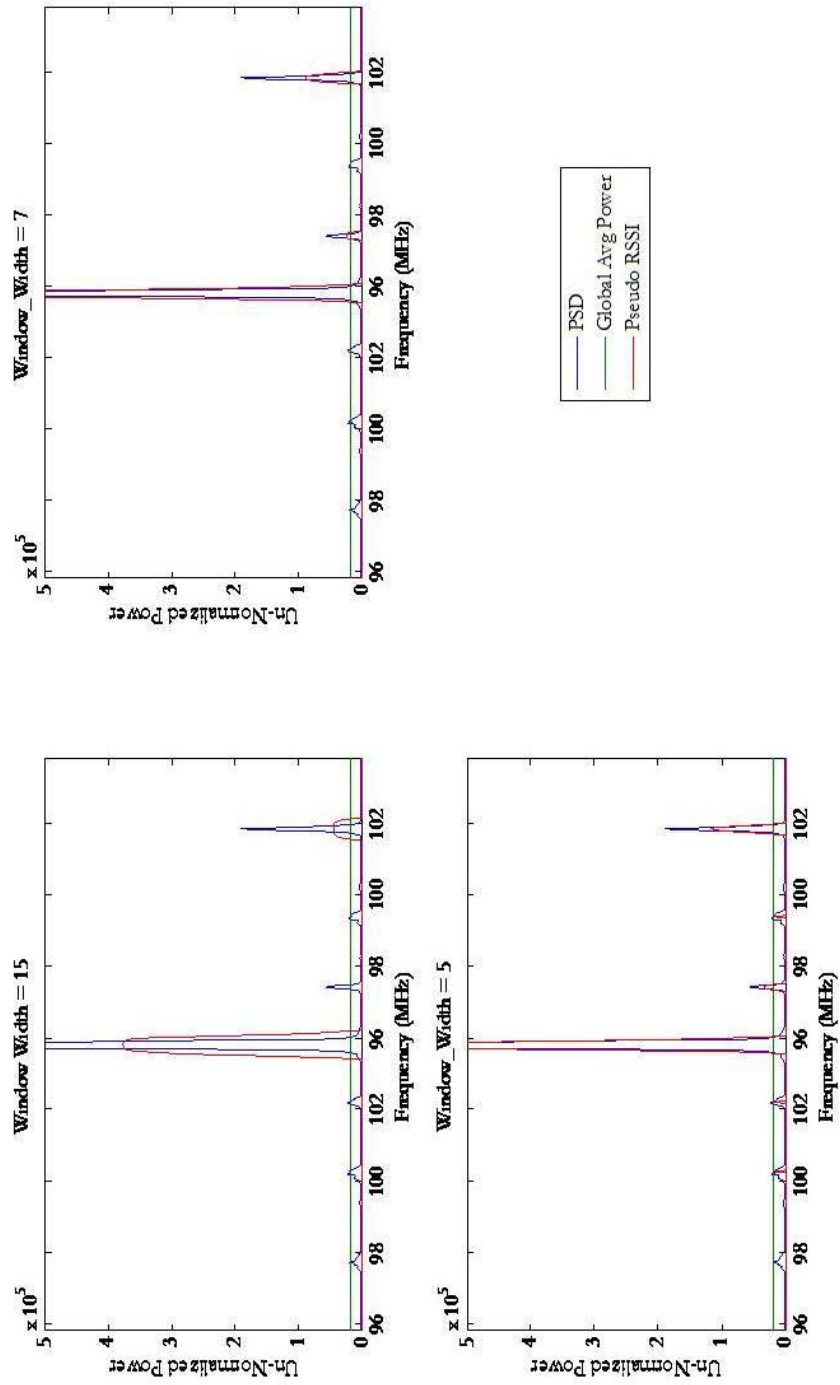 Window Width = 15
x 10^5
5
4
3
2
1
0
Un-Normalized Power
96 98 100 102 96 98 100 102
Frequency (MHz)
Window_Width = 7
x 10^5
5
4
3
2
1
0
Un-Normalized Power
96 98 100 102 96 98 100 102
Frequency (MHz)
Window_Width = 5
x 10^5
5
4
3
2
1
0
Un-Normalized Power
96 98 100 102 96 98 100 102
Frequency (MHz)
PSD
Global Avg Power
Pseudo RSSI